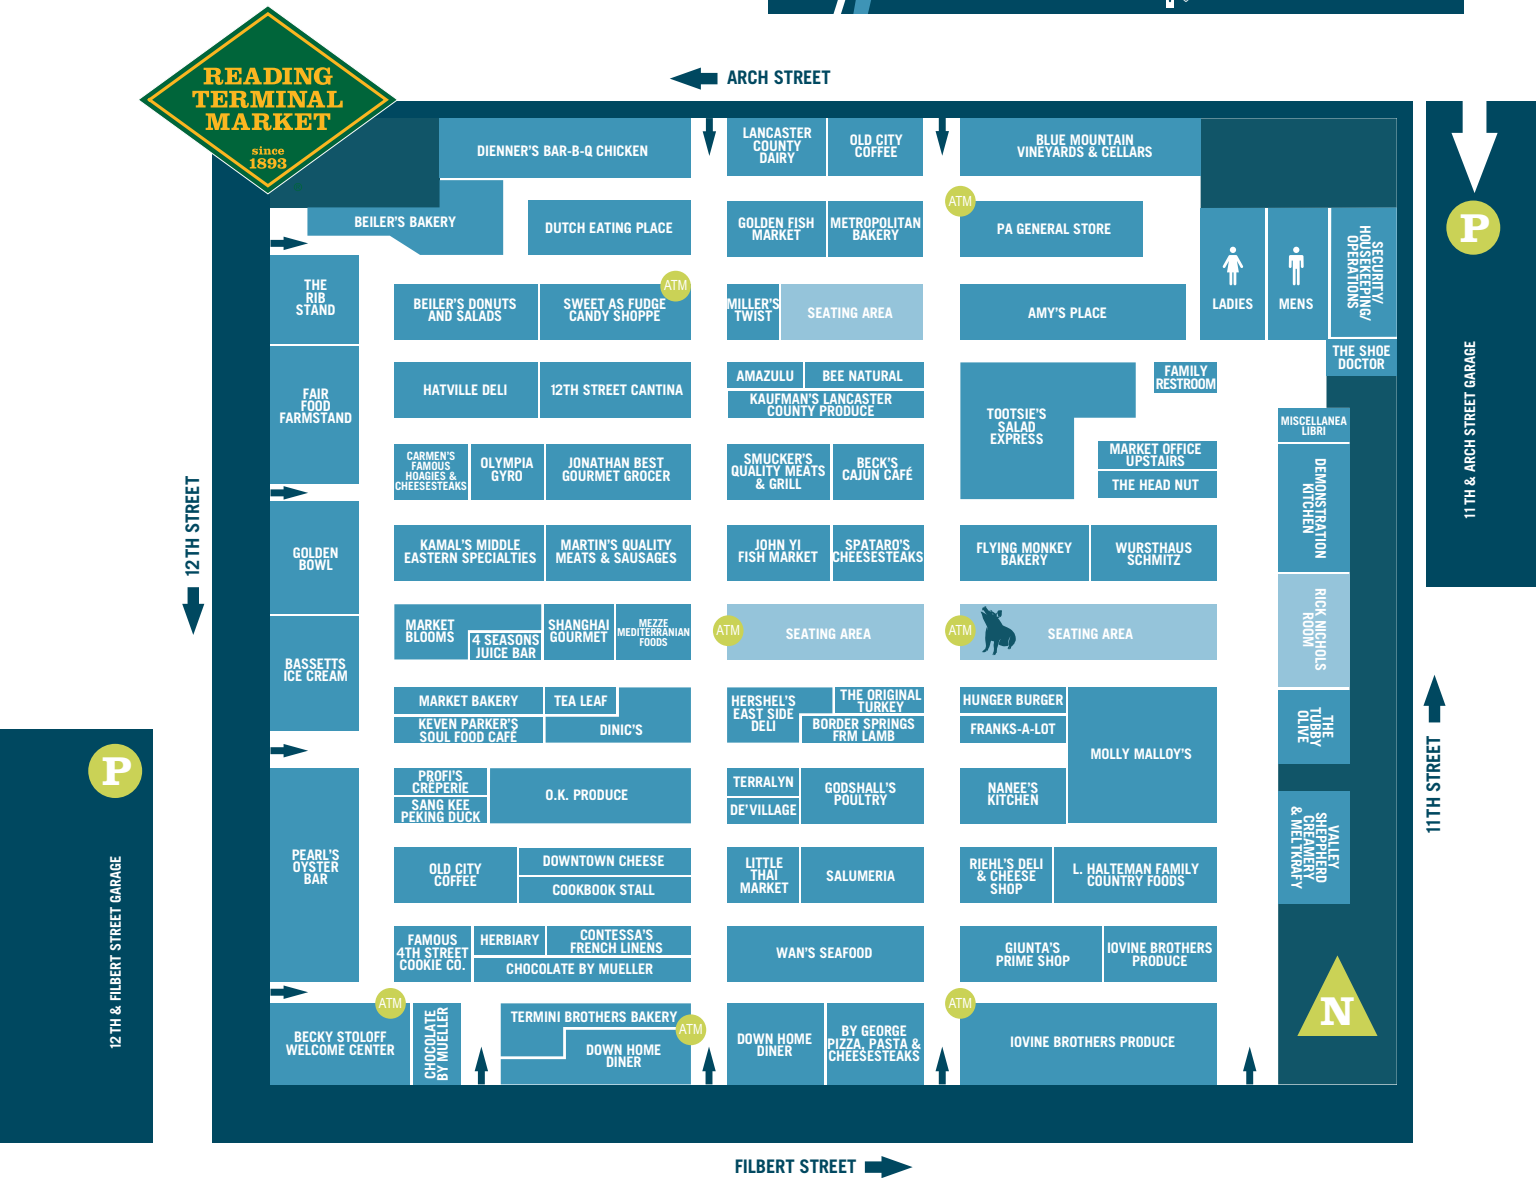 READING
TERMINAL
MARKET
since
1893
ARCH STREET
DIENNER'S BAR-B-Q CHICKEN
LANCASTER
COUNTY
DAIRY
OLD CITY
COFFEE
BLUE MOUNTAIN
VINEYARDS & CELLARS
BEILER'S BAKERY
DUTCH EATING PLACE
GOLDEN FISH
MARKET
METROPOLITAN
BAKERY
ATM
PA GENERAL STORE
LADIES
MENS
SECURITY/
HOUSEKEEPING/
OPERATIONS
P
11TH & ARCH STREET GARAGE
THE
RIB
STAND
BEILER'S DONUTS
AND SALADS
SWEET AS FUDGE
CANDY SHOPPE
ATM
MILLER'S
TWIST
SEATING AREA
AMY'S PLACE
THE SHOE
DOCTOR
FAIR
FOOD
FARMSTAND
HATVILLE DELI
12TH STREET CANTINA
AMAZULU
BEE NATURAL
KAUFMAN'S LANCASTER
COUNTY PRODUCE
TOOTSIE'S
SALAD
EXPRESS
FAMILY
RESTROOM
MISCELLANEA
LIBRI
CARMEN'S
FAMOUS
HOAGIES &
CHEESESTEAKS
OLYMPIA
GYRO
JONATHAN BEST
GOURMET GROCER
SMUCKER'S
QUALITY MEATS
& GRILL
BECK'S
CAJUN CAFÉ
MARKET OFFICE
UPSTAIRS
THE HEAD NUT
DEMONSTRATION
KITCHEN
12TH STREET
GOLDEN
BOWL
KAMAL'S MIDDLE
EASTERN SPECIALTIES
MARTIN'S QUALITY
MEATS & SAUSAGES
JOHN YI
FISH MARKET
SPATARO'S
CHEESESTEAKS
FLYING MONKEY
BAKERY
WURSTHAUS
SCHMITZ
RICK NICHOLS
ROOM
BASSETTS
ICE CREAM
MARKET
BLOOMS
4 SEASONS
JUICE BAR
SHANGHAI
GOURMET
MEZZE
MEDITERRANIAN
FOODS
ATM
SEATING AREA
ATM
SEATING AREA
MARKET BAKERY
TEA LEAF
KEVEN PARKER'S
SOUL FOOD CAFÉ
DINIC'S
HERSHEL'S
EAST SIDE
DELI
THE ORIGINAL
TURKEY
BORDER SPRINGS
FRM LAMB
HUNGER BURGER
FRANKS-A-LOT
MOLLY MALLOY'S
THE
TUBBY
OLIVE
11TH STREET
P
12TH & FILBERT STREET GARAGE
PEARL'S
OYSTER
BAR
PROFI'S
CRÊPERIE
SANG KEE
PEKING DUCK
O.K. PRODUCE
TERRALYN
DE'VILLAGE
GODSHALL'S
POULTRY
NANEE'S
KITCHEN
VALLEY
SHEPPHERD
CREAMERY
& MELTKRAFY
OLD CITY
COFFEE
DOWNTOWN CHEESE
COOKBOOK STALL
LITTLE
THAI
MARKET
SALUMERIA
RIEHL'S DELI
& CHEESE
SHOP
L. HALTEMAN FAMILY
COUNTRY FOODS
FAMOUS
4TH STREET
COOKIE CO.
HERBIARY
CONTESSA'S
FRENCH LINENS
CHOCOLATE BY MUELLER
WAN'S SEAFOOD
GIUNTA'S
PRIME SHOP
IOVINE BROTHERS
PRODUCE
N
ATM
BECKY STOLOFF
WELCOME CENTER
CHOCOLATE
BY MUELLER
TERMINI BROTHERS BAKERY
ATM
DOWN HOME
DINER
DOWN HOME
DINER
BY GEORGE
PIZZA, PASTA &
CHEESESTEAKS
ATM
IOVINE BROTHERS PRODUCE
FILBERT STREET